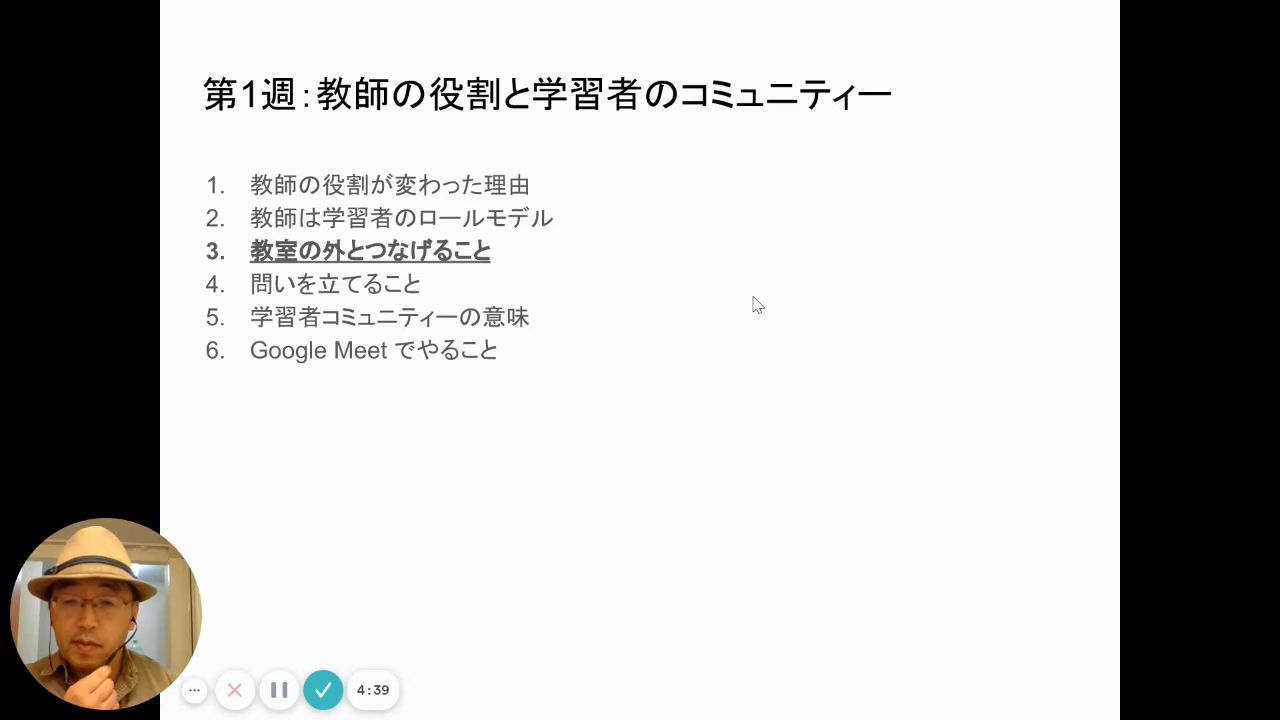 第1週：教師の役割と学習者のコミュニティー
1. 教師の役割が変わった理由
2. 教師は学習者のロールモデル
3. 教室の外とつなげること
4. 問いを立てること
5. 学習者コミュニティーの意味
6. Google Meet でやること
4:39